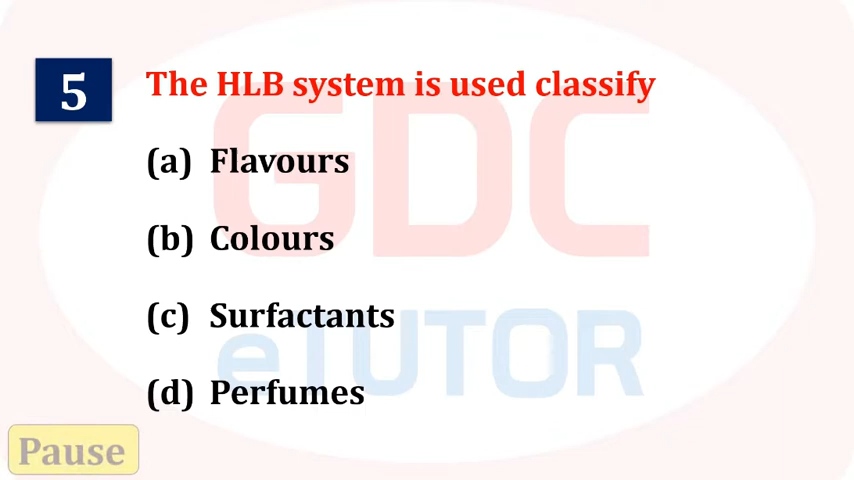 5
The HLB system is used classify
(a) Flavours
(b) Colours
(c) Surfactants
(d) Perfumes
GDC
eTUTOR
Pause